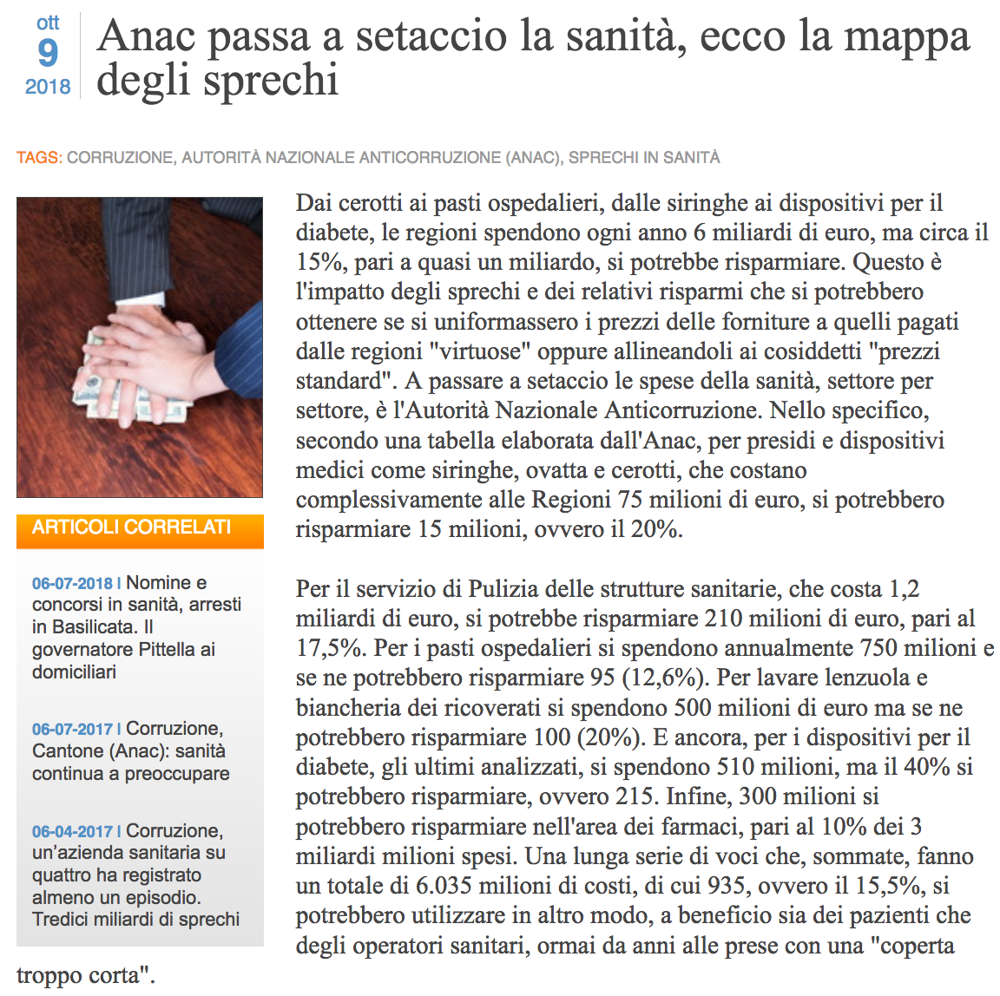 ott
9
2018
Anac passa a setaccio la sanità, ecco la mappa
degli sprechi
TAGS: CORRUZIONE, AUTORITÀ NAZIONALE ANTICORRUZIONE (ANAC), SPRECHI IN SANITÀ
Dai cerotti ai pasti ospedalieri, dalle siringhe ai dispositivi per il
diabete, le regioni spendono ogni anno 6 miliardi di euro, ma circa il
15%, pari a quasi un miliardo, si potrebbe risparmiare. Questo è
l'impatto degli sprechi e dei relativi risparmi che si potrebbero
ottenere se si uniformassero i prezzi delle forniture a quelli pagati
dalle regioni "virtuose" oppure allineandoli ai cosiddetti "prezzi
standard". A passare a setaccio le spese della sanità, settore per
settore, è l'Autorità Nazionale Anticorruzione. Nello specifico,
secondo una tabella elaborata dall'Anac, per presidi e dispositivi
medici come siringhe, ovatta e cerotti, che costano
complessivamente alle Regioni 75 milioni di euro, si potrebbero
risparmiare 15 milioni, ovvero il 20%.
Per il servizio di Pulizia delle strutture sanitarie, che costa 1,2
miliardi di euro, si potrebbe risparmiare 210 milioni di euro, pari al
17,5%. Per i pasti ospedalieri si spendono annualmente 750 milioni e
se ne potrebbero risparmiare 95 (12,6%). Per lavare lenzuola e
biancheria dei ricoverati si spendono 500 milioni di euro ma se ne
potrebbero risparmiare 100 (20%). E ancora, per i dispositivi per il
diabete, gli ultimi analizzati, si spendono 510 milioni, ma il 40% si
potrebbero risparmiare, ovvero 215. Infine, 300 milioni si
potrebbero risparmiare nell'area dei farmaci, pari al 10% dei 3
miliardi milioni spesi. Una lunga serie di voci che, sommate, fanno
un totale di 6.035 milioni di costi, di cui 935, ovvero il 15,5%, si
potrebbero utilizzare in altro modo, a beneficio sia dei pazienti che
degli operatori sanitari, ormai da anni alle prese con una "coperta
troppo corta".
ARTICOLI CORRELATI
06-07-2018 | Nomine e
concorsi in sanità, arresti
in Basilicata. Il
governatore Pittella ai
domiciliari
06-07-2017 | Corruzione,
Cantone (Anac): sanità
continua a preoccupare
06-04-2017 | Corruzione,
un’azienda sanitaria su
quattro ha registrato
almeno un episodio.
Tredici miliardi di sprechi